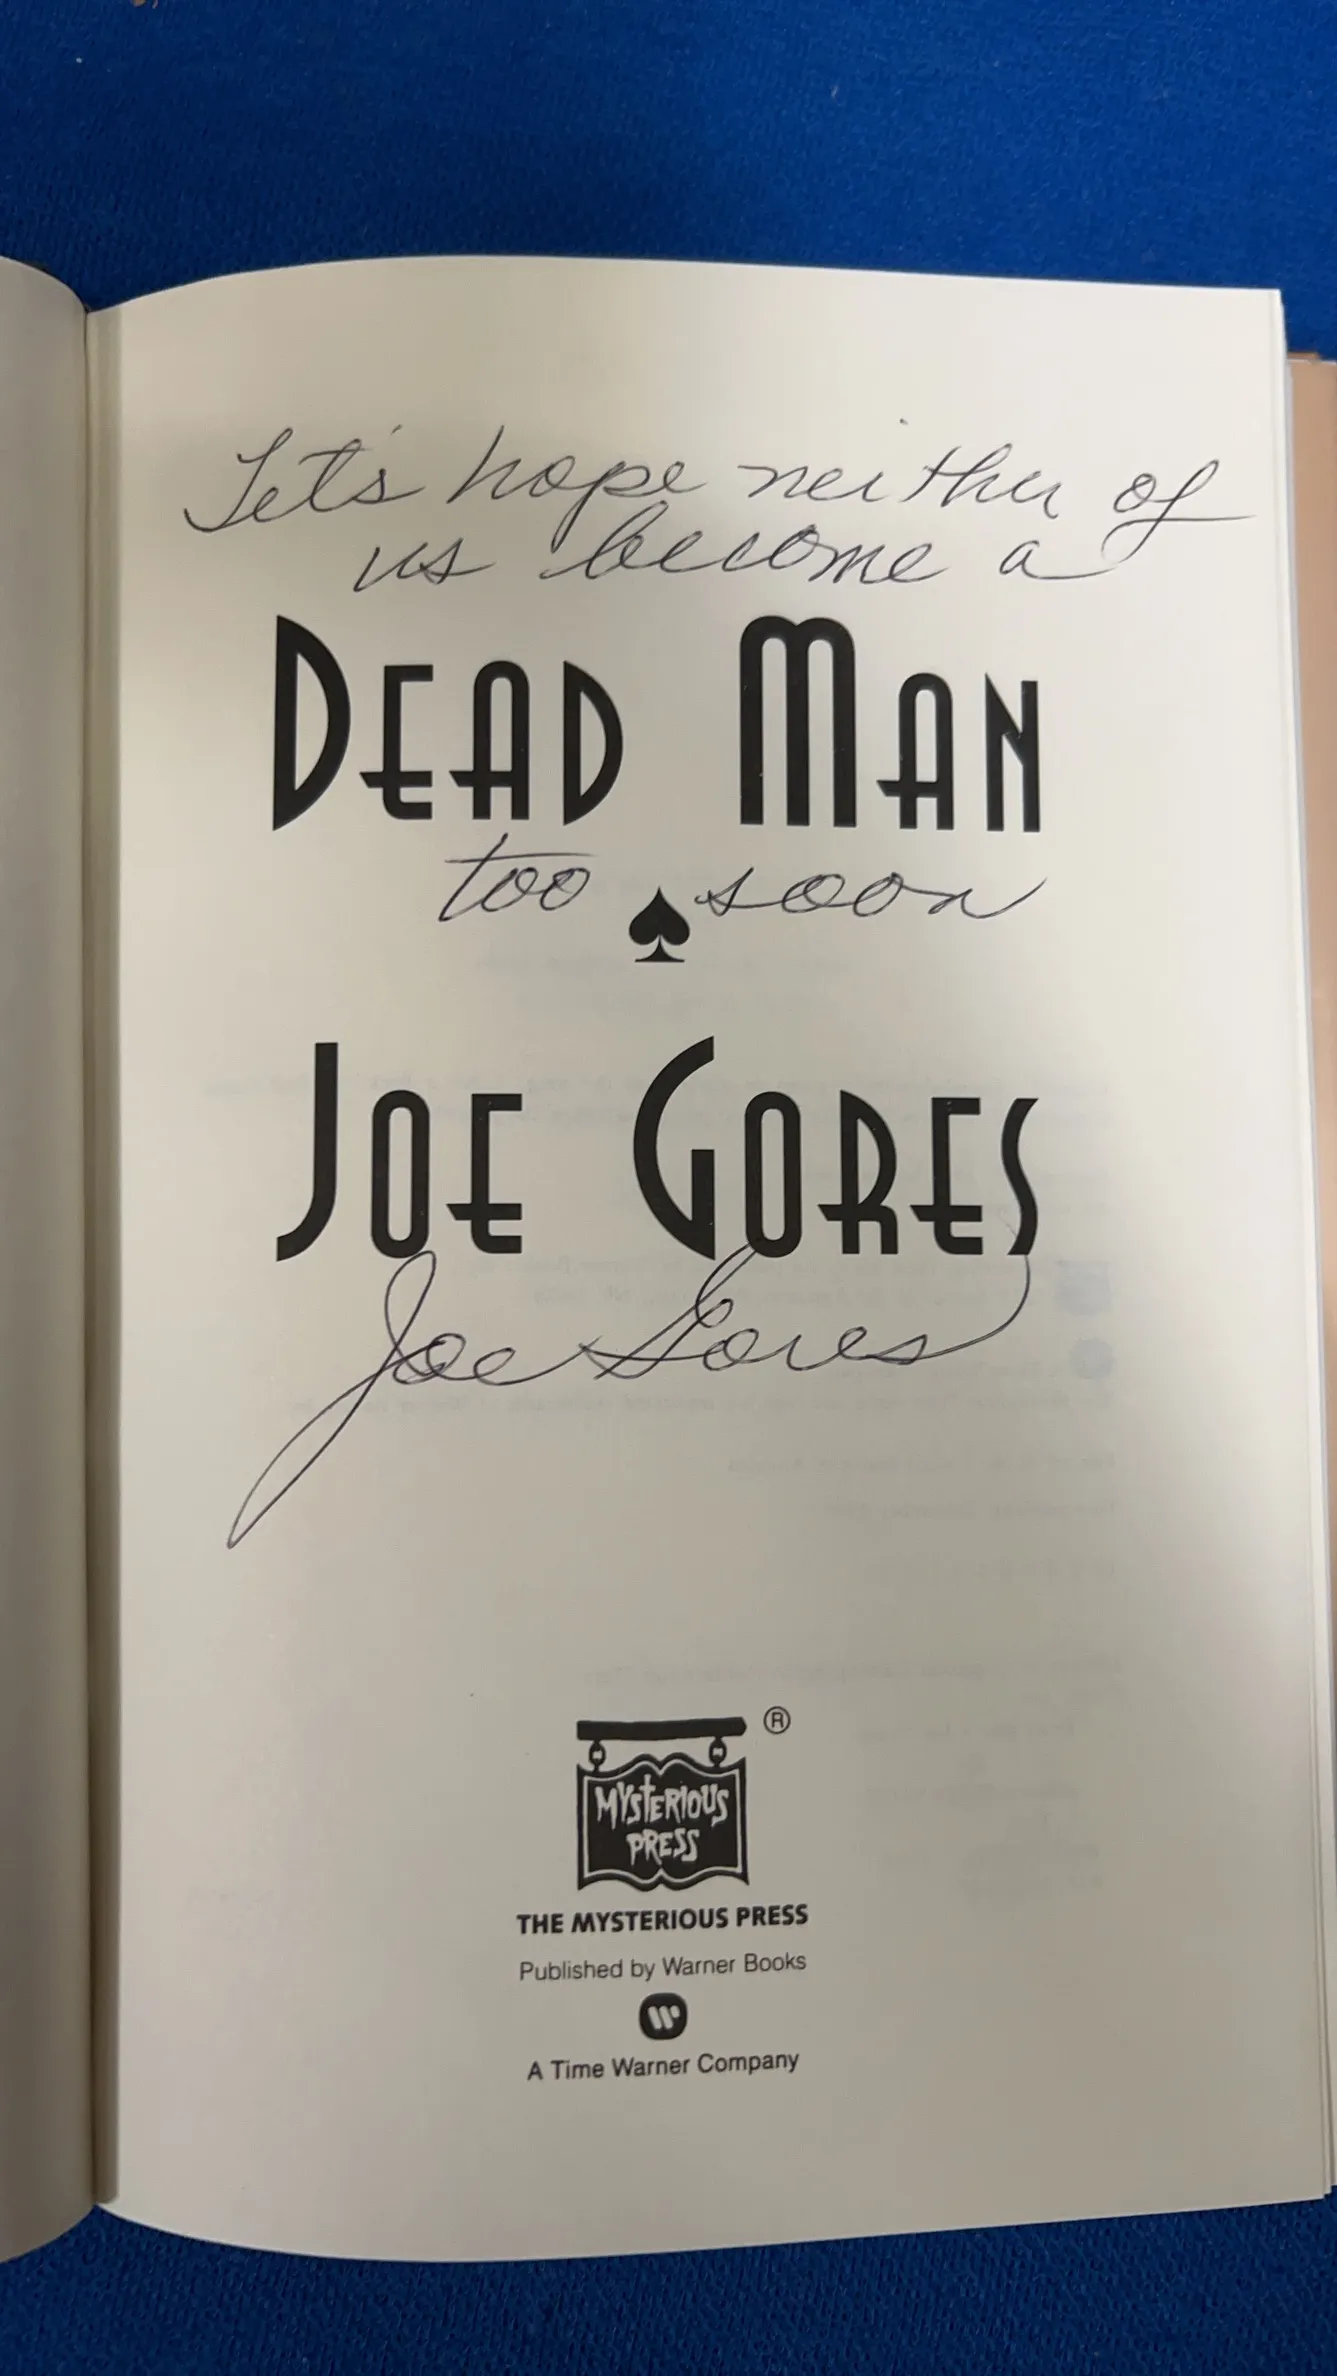 Let's hope neither of
us become a
DEAD MAN
too soon
JOE GORES
Joe Gores
®
MYSTERIOUS
PRESS
THE MYSTERIOUS PRESS
Published by Warner Books
W
A Time Warner Company